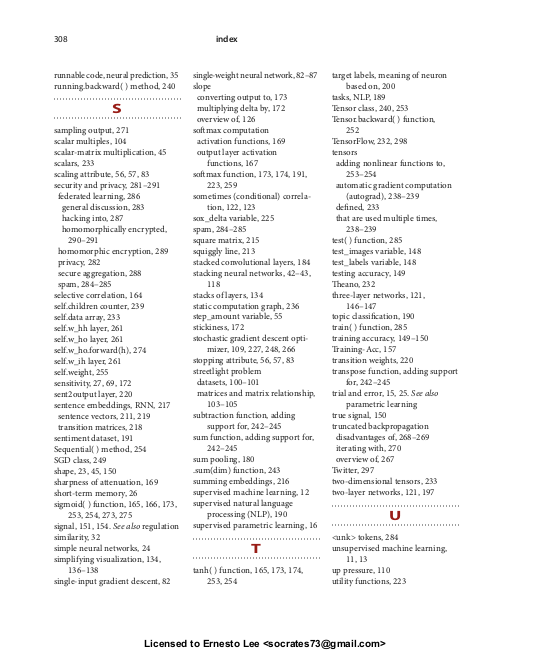 308
index
runnable code, neural prediction, 35
running.backward( ) method, 240
S
sampling output, 271
scalar multiples, 104
scalar-matrix multiplication, 45
scalars, 233
scaling attribute, 56, 57, 83
security and privacy, 281–291
federated learning, 286
general discussion, 283
hacking into, 287
homomorphically encrypted,
290–291
homomorphic encryption, 289
privacy, 282
secure aggregation, 288
spam, 284–285
selective correlation, 164
self.children counter, 239
self.data array, 233
self.w_hh layer, 261
self.w_ho layer, 261
self.w_ho.forward(h), 274
self.w_ih layer, 261
self.weight, 255
sensitivity, 27, 69, 172
sent2output layer, 220
sentence embeddings, RNN, 217
sentence vectors, 211, 219
transition matrices, 218
sentiment dataset, 191
Sequential( ) method, 254
SGD class, 249
shape, 23, 45, 150
sharpness of attenuation, 169
short-term memory, 26
sigmoid( ) function, 165, 166, 173,
253, 254, 273, 275
signal, 151, 154. See also regulation
similarity, 32
simple neural networks, 24
simplifying visualization, 134,
136–138
single-input gradient descent, 82
single-weight neural network, 82–87
slope
converting output to, 173
multiplying delta by, 172
overview of, 126
softmax computation
activation functions, 169
output layer activation
functions, 167
softmax function, 173, 174, 191,
223, 259
sometimes (conditional) correla-
tion, 122, 123
sox_delta variable, 225
spam, 284–285
square matrix, 215
squiggly line, 213
stacked convolutional layers, 184
stacking neural networks, 42–43,
118
stacks of layers, 134
static computation graph, 236
step_amount variable, 55
stickiness, 172
stochastic gradient descent opti-
mizer, 109, 227, 248, 266
stopping attribute, 56, 57, 83
streetlight problem
datasets, 100–101
matrices and matrix relationship,
103–105
subtraction function, adding
support for, 242–245
sum function, adding support for,
242–245
sum pooling, 180
.sum(dim) function, 243
summing embeddings, 216
supervised machine learning, 12
supervised natural language
processing (NLP), 190
supervised parametric learning, 16
T
tanh( ) function, 165, 173, 174,
253, 254
target labels, meaning of neuron
based on, 200
tasks, NLP, 189
Tensor class, 240, 253
Tensor.backward( ) function,
252
TensorFlow, 232, 298
tensors
adding nonlinear functions to,
253–254
automatic gradient computation
(autograd), 238–239
defined, 233
that are used multiple times,
238–239
test( ) function, 285
test_images variable, 148
test_labels variable, 148
testing accuracy, 149
Theano, 232
three-layer networks, 121,
146–147
topic classification, 190
train( ) function, 285
training accuracy, 149–150
Training-Acc, 157
transition weights, 220
transpose function, adding support
for, 242–245
trial and error, 15, 25. See also
parametric learning
true signal, 150
truncated backpropagation
disadvantages of, 268–269
iterating with, 270
overview of, 267
Twitter, 297
two-dimensional tensors, 233
two-layer networks, 121, 197
U
<unk> tokens, 284
unsupervised machine learning,
11, 13
up pressure, 110
utility functions, 223
Licensed to Ernesto Lee <socrates73@gmail.com>